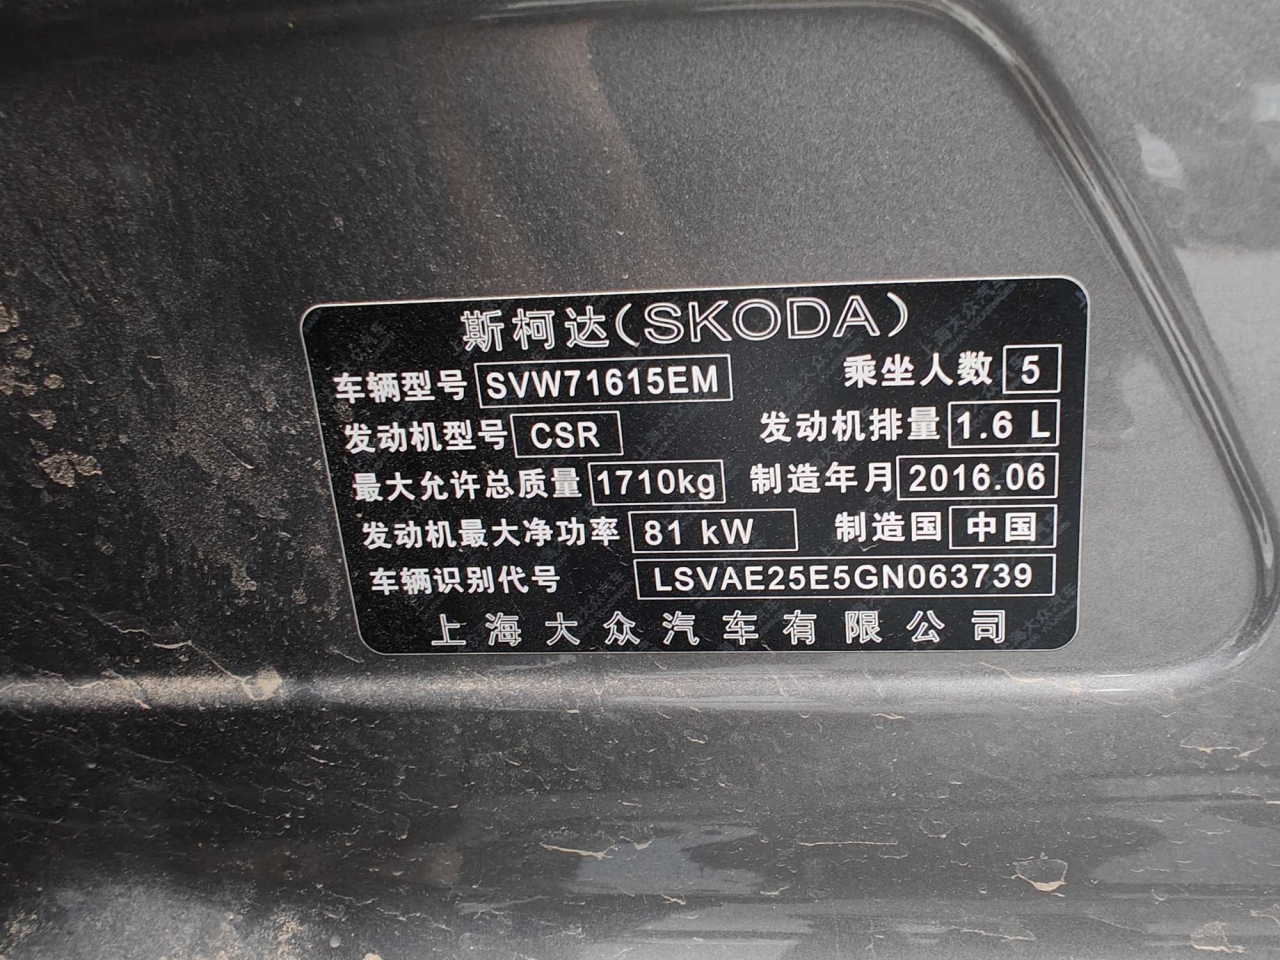 斯柯达(SKODA)
车辆型号 SVW71615EM 乘坐人数 5
发动机型号 CSR 发动机排量 1.6 L
最大允许总质量 1710kg 制造年月 2016.06
发动机最大净功率 81 kW 制造国 中国
车辆识别代号 LSVAE25E5GN063739
上海大众汽车有限公司